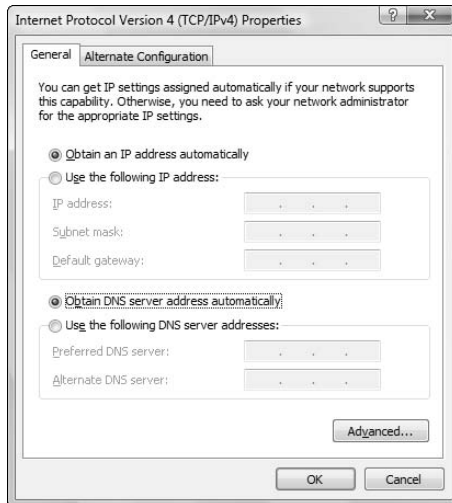 Internet Protocol Version 4 (TCP/IPv4) Properties
General
Alternate Configuration
You can get IP settings assigned automatically if your network supports
this capability. Otherwise, you need to ask your network administrator
for the appropriate IP settings.
Obtain an IP address automatically
Use the following IP address:
IP address:
Subnet mask:
Default gateway:
Obtain DNS server address automatically
Use the following DNS server addresses:
Preferred DNS server:
Alternate DNS server:
Advanced...
OK
Cancel